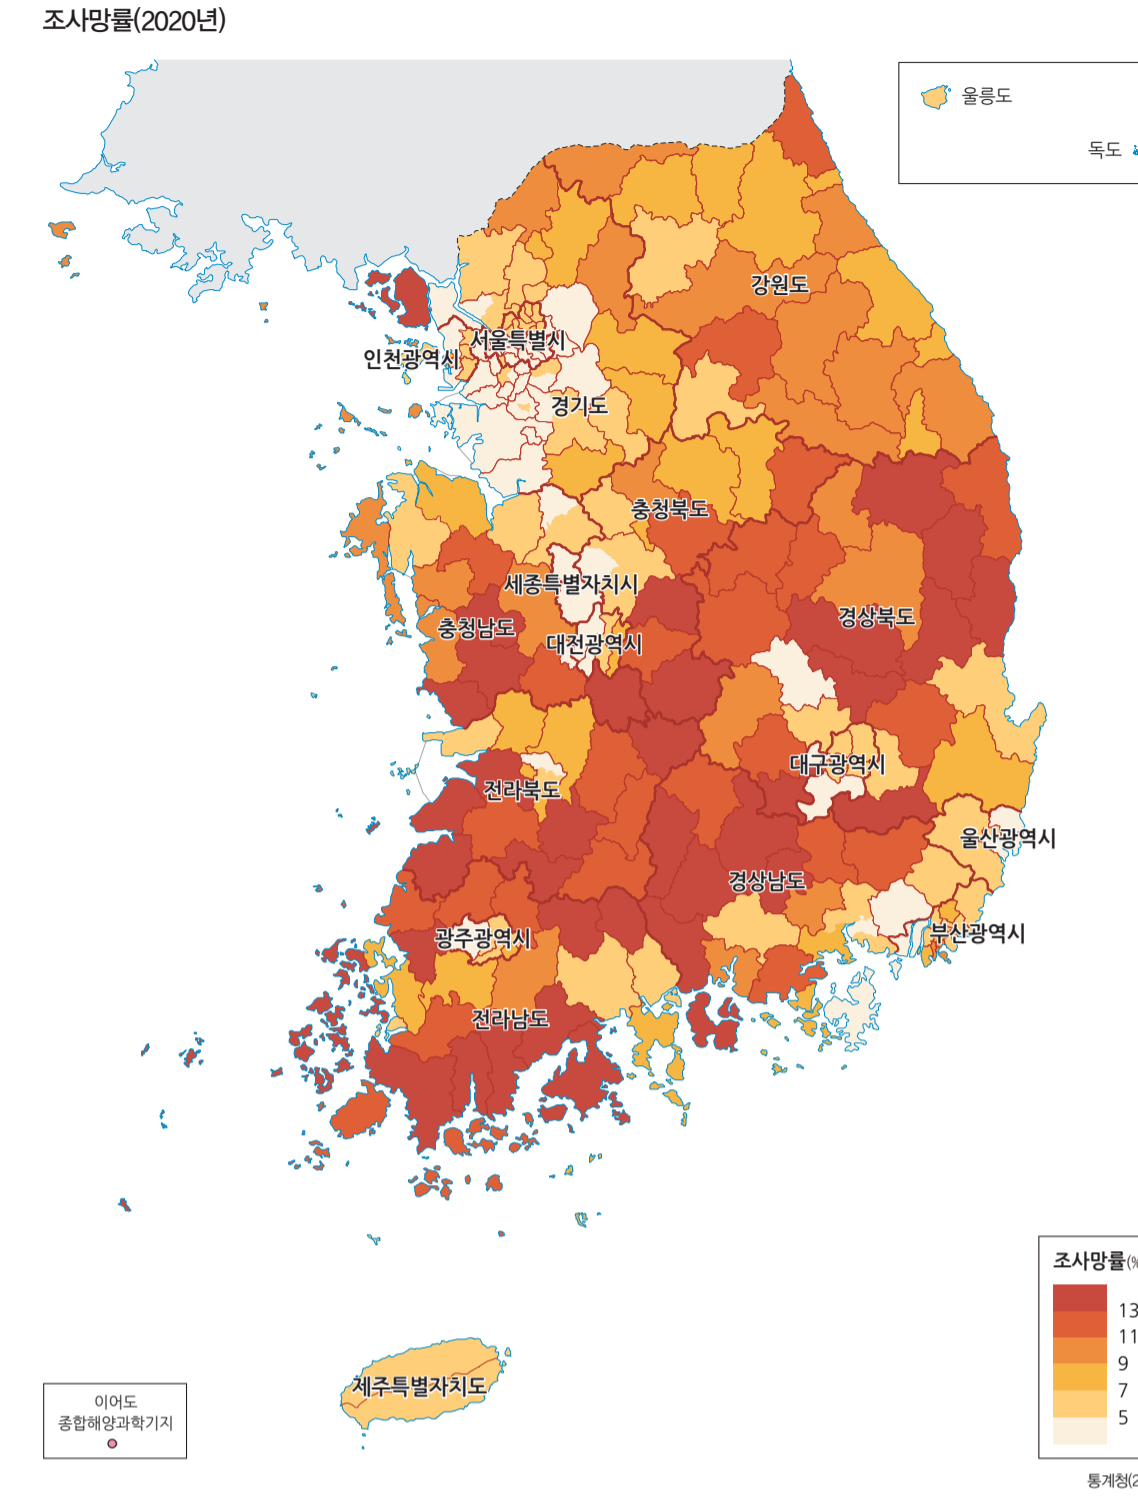 조사망률(2020년)
울릉도
독도
강원도
서울특별시
인천광역시
경기도
충청북도
세종특별자치시
경상북도
충청남도
대전광역시
대구광역시
전라북도
울산광역시
경상남도
부산광역시
광주광역시
전라남도
제주특별자치도
조사망률(%
13
11
9
7
5
이어도
종합해양과학기지
통계청(2